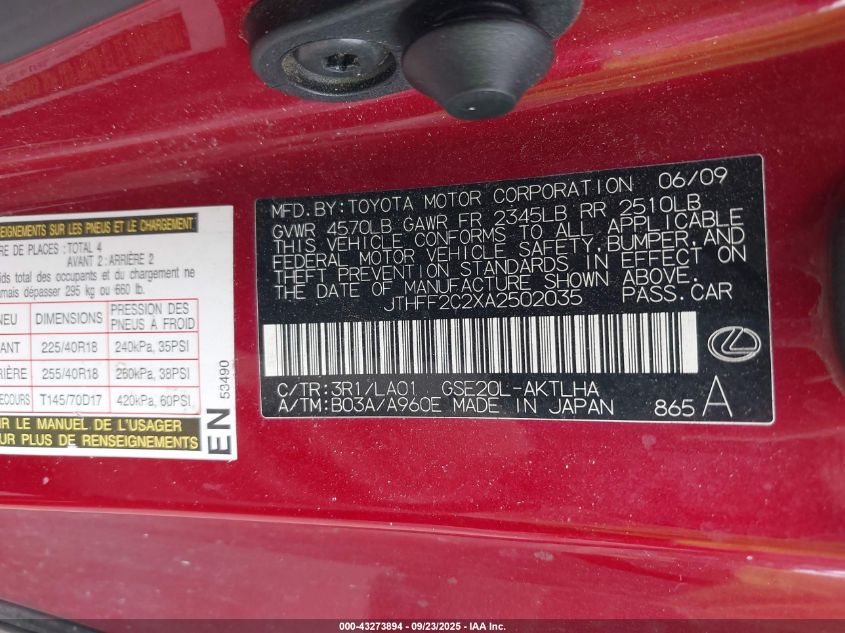 EIGNEMENTS SUR LES PNEUS ET LE CHARGEMENT
RE DE PLACES : TOTAL 4
AVANT 2 : ARRIÈRE 2
ids total des occupants et du chargement ne
amais dépasser 295 kg ou 660 lb.
NEU DIMENSIONS PRESSION DES PNEUS À FROID
ANT 225/40R18 240kPa, 35PSI
RIÈRE 255/40R18 260kPa, 38PSI
ECOURS T145/70D17 420kPa, 60PSI
IR LE MANUEL DE L'USAGER
UR PLUS DE RENSEIGNEMENTS
EN 53490
MFD. BY: TOYOTA MOTOR CORPORATION 06/09
GVWR 4570LB GAWR FR 2345LB RR 2510LB
THIS VEHICLE CONFORMS TO ALL APPLICABLE
FEDERAL MOTOR VEHICLE SAFETY, BUMPER, AND
THEFT PREVENTION STANDARDS IN EFFECT ON
THE DATE OF MANUFACTURE SHOWN ABOVE.
JTHFF2C2XA2502035 PASS. CAR
C/TR: 3R1/LA01 GSE20L-AKTLHA
A/TM: B03A/A960E MADE IN JAPAN 865 A
000-43273894 - 09/23/2025 - IAA Inc.